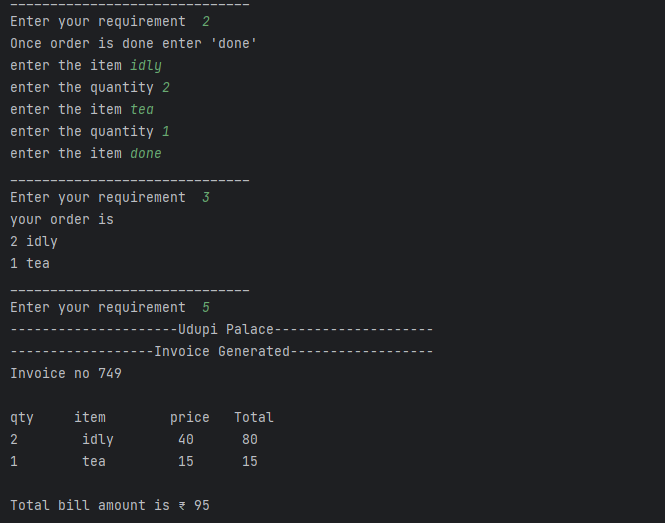 ______________________________
Enter your requirement  2
Once order is done enter 'done'
enter the item idly
enter the quantity 2
enter the item tea
enter the quantity 1
enter the item done
______________________________
Enter your requirement  3
your order is
2 idly
1 tea
______________________________
Enter your requirement  5
---------------------Udupi Palace--------------------
------------------Invoice Generated------------------
Invoice no 749
qty     item        price   Total
2        idly        40      80
1        tea         15      15
Total bill amount is ₹ 95